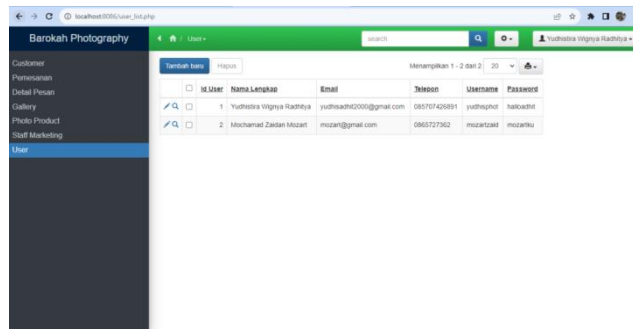 localhost:8086/user_list.php
Barokah Photography
/ User
search
Yudhistira Wignya Radhitya
Customer
Pemesanan
Detail Pesan
Gallery
Photo Product
Staff Marketing
User
Tambah baru Hapus Menampilkan 1 - 2 dari 2 20
Id User Nama Lengkap Email Telepon Username Password
1 Yudhistira Wignya Radhitya yudhisadhit2000@gmail.com 085707426891 yudhisphot halloadhit
2 Mochamad Zaidan Mozart mozart@gmail.com 0865727362 mozartzaid mozartku